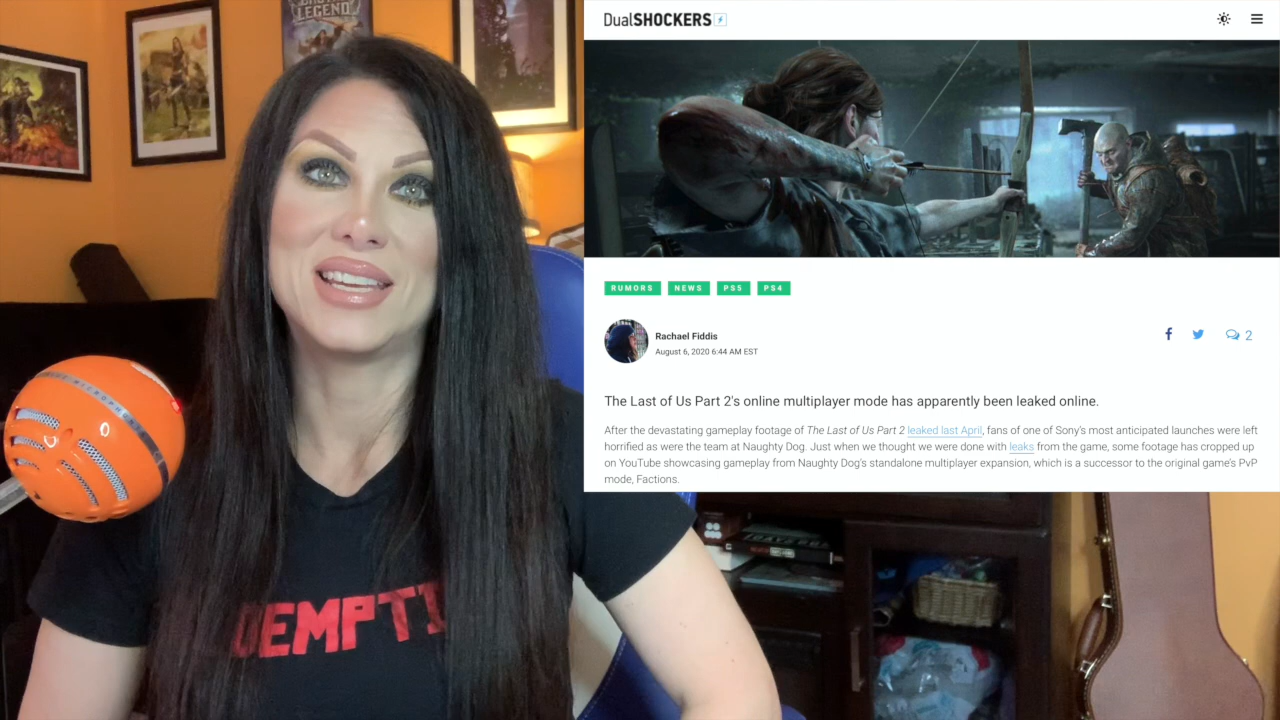 LEGEND
DualSHOCKERS
RUMORS NEWS PS5 PS4
Rachael Fiddis
August 6, 2020 6:44 AM EST
2
The Last of Us Part 2's online multiplayer mode has apparently been leaked online.
After the devastating gameplay footage of The Last of Us Part 2 leaked last April, fans of one of Sony's most anticipated launches were left
horrified as were the team at Naughty Dog. Just when we thought we were done with leaks from the game, some footage has cropped up
on YouTube showcasing gameplay from Naughty Dog's standalone multiplayer expansion, which is a successor to the original game's PvP
mode, Factions.
DEMPTI